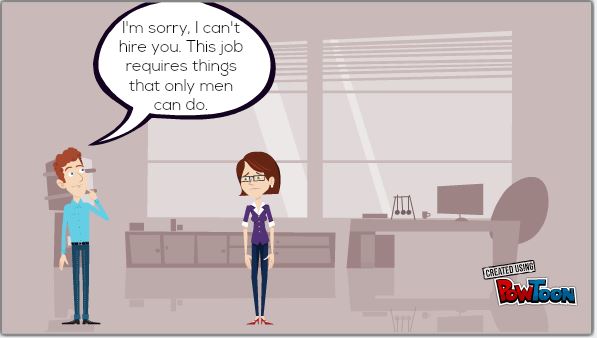 I'm sorry, I can't
hire you. This job
requires things
that only men
can do.
CREATED USING
POWTOON